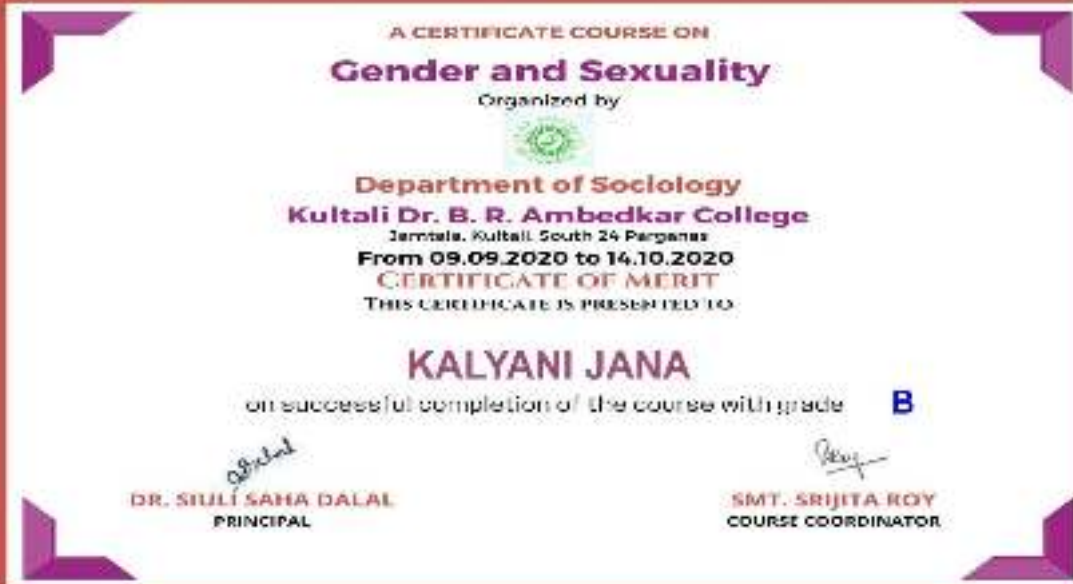 A CERTIFICATE COURSE ON
Gender and Sexuality
Organized by
Department of Sociology
Kultali Dr. B. R. Ambedkar College
Jamtala, Kultali, South 24 Parganas
From 09.09.2020 to 14.10.2020
CERTIFICATE OF MERIT
THIS CERTIFICATE IS PRESENTED TO
KALYANI JANA
on successful completion of the course with grade B
DR. SIULI SAHA DALAL
PRINCIPAL
SMT. SRIJITA ROY
COURSE COORDINATOR